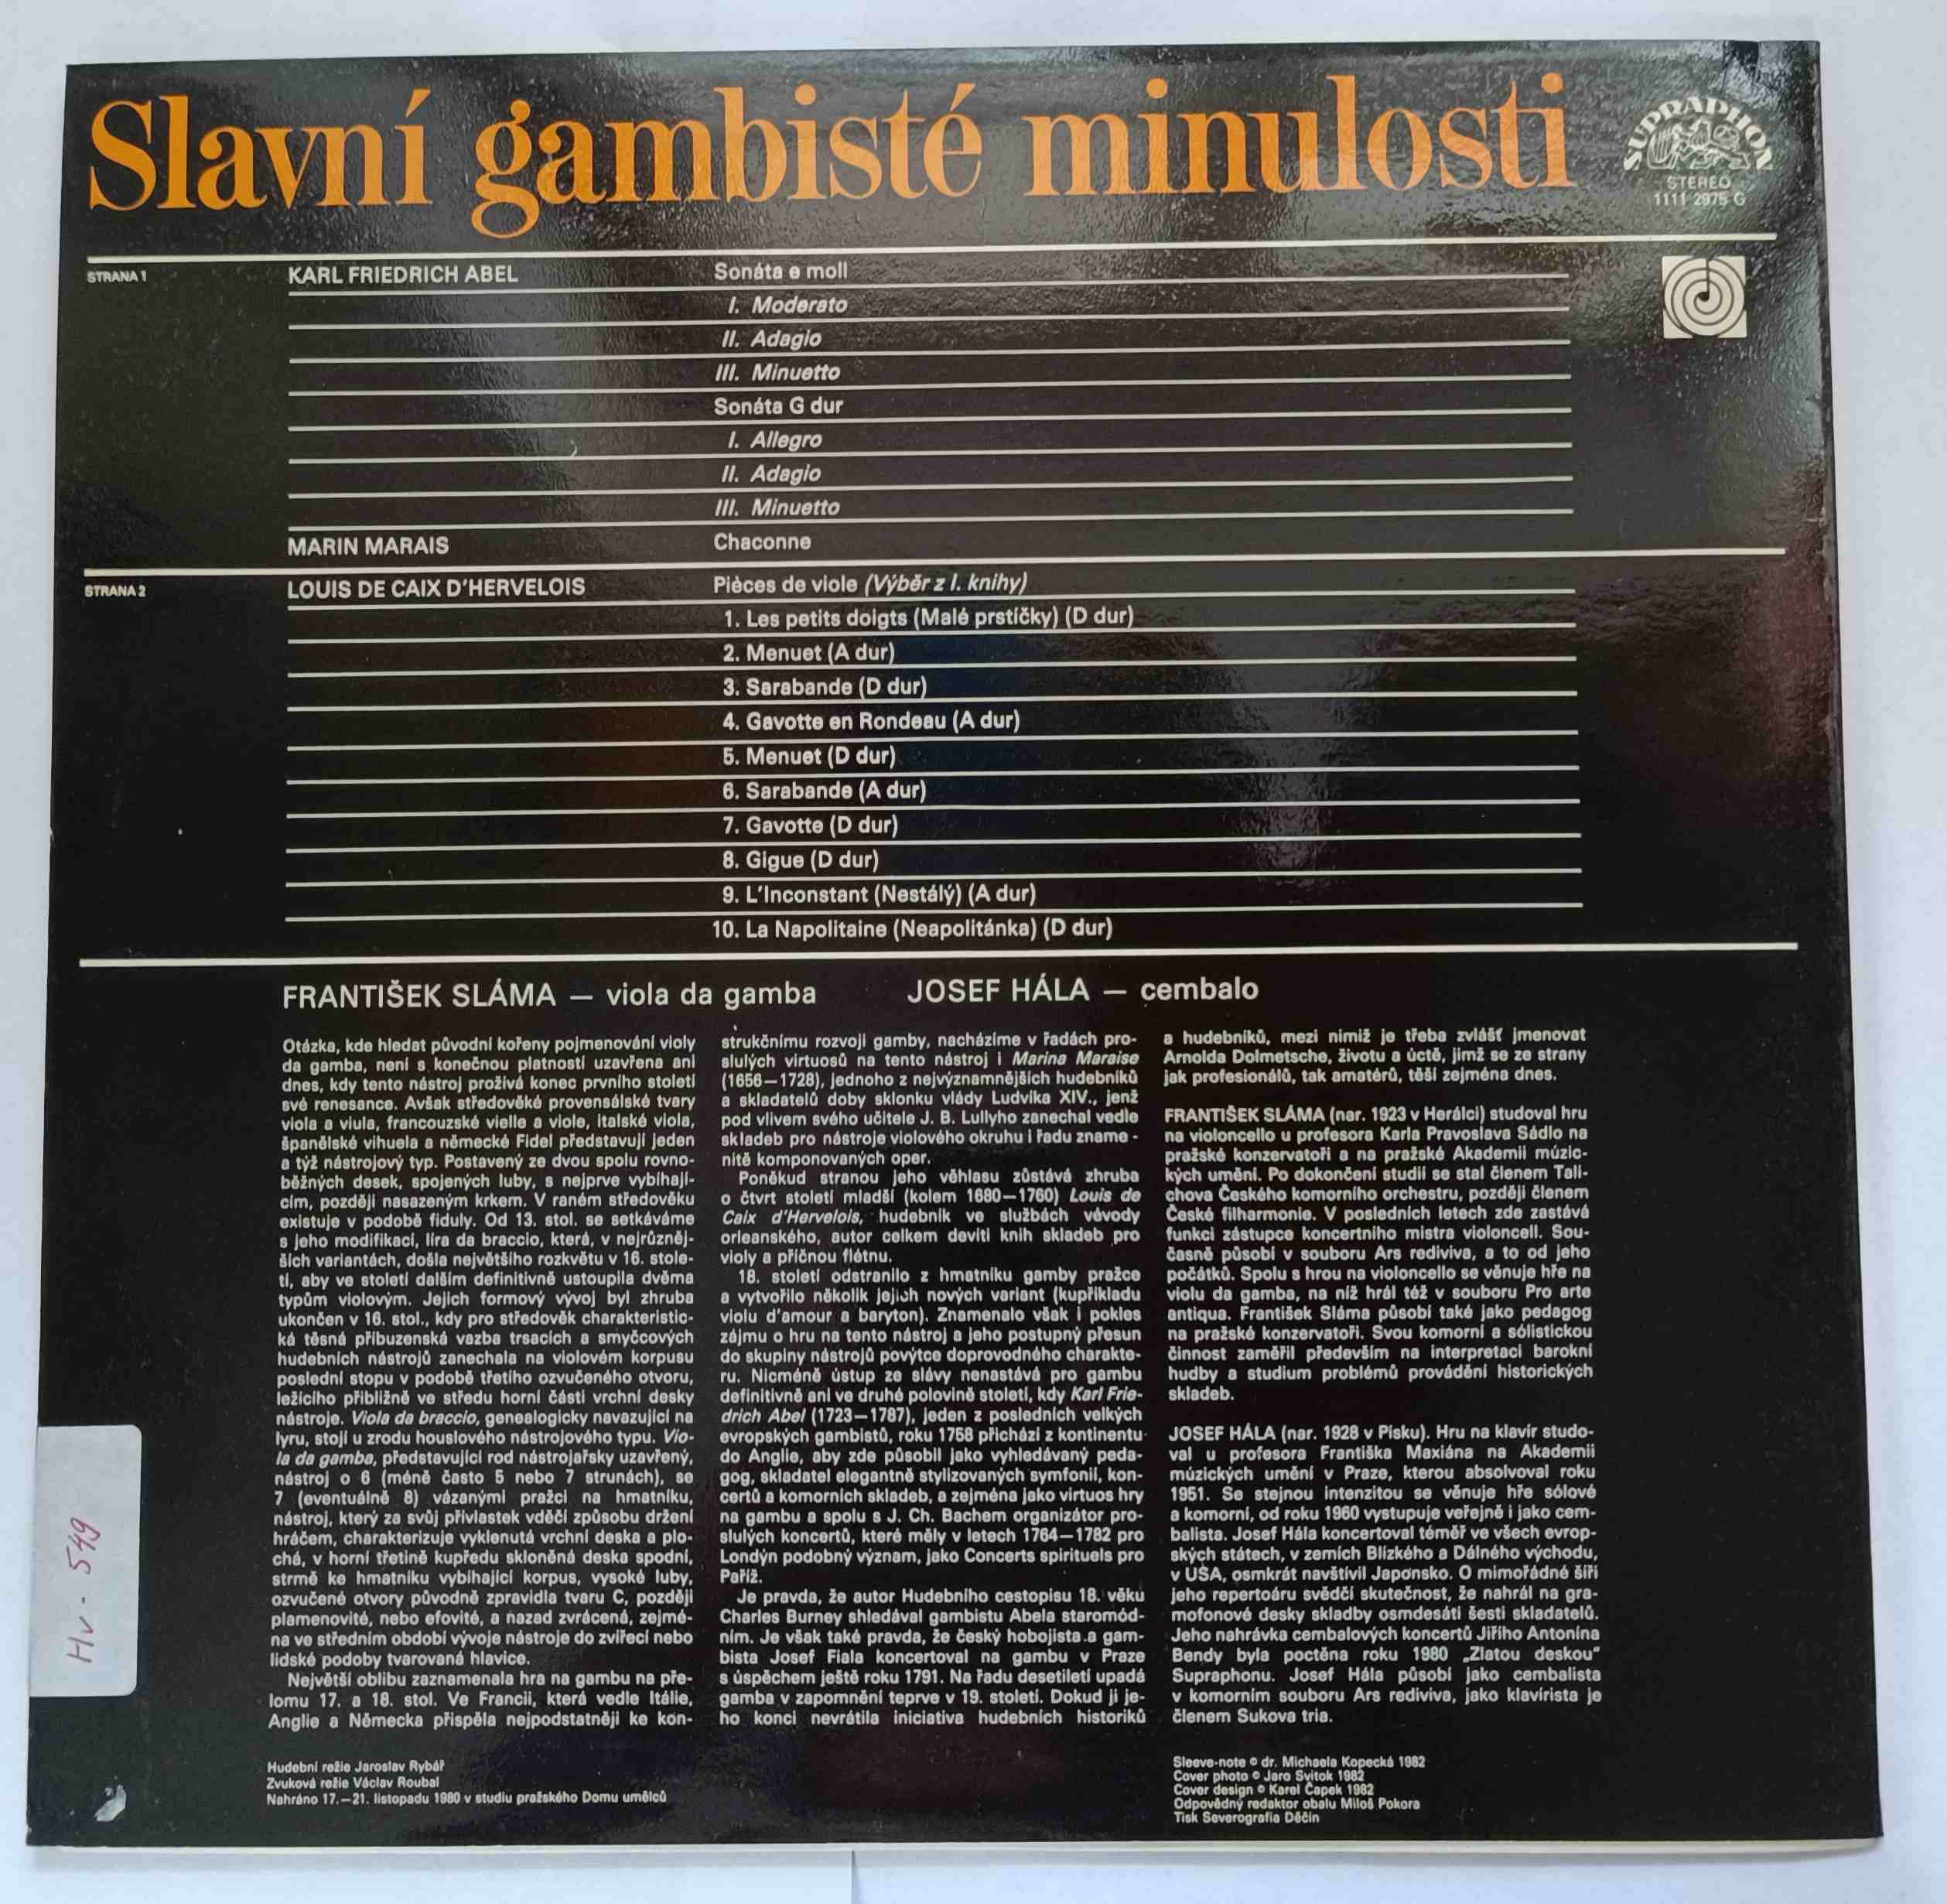 Slavní gambisté minulosti
SUPRAPHON
STEREO
1111 2975 G
STRANA 1
KARL FRIEDRICH ABEL
Sonáta e moll
I. Moderato
II. Adagio
III. Minuetto
Sonáta G dur
I. Allegro
II. Adagio
III. Minuetto
MARIN MARAIS
Chaconne
STRANA 2
LOUIS DE CAIX D'HERVELOIS
Pièces de viole (Výběr z I. knihy)
1. Les petits doigts (Malé prstíčky) (D dur)
2. Menuet (A dur)
3. Sarabande (D dur)
4. Gavotte en Rondeau (A dur)
5. Menuet (D dur)
6. Sarabande (A dur)
7. Gavotte (D dur)
8. Gigue (D dur)
9. L'Inconstant (Nestálý) (A dur)
10. La Napolitaine (Neapolitánka) (D dur)
FRANTIŠEK SLÁMA — viola da gamba
JOSEF HÁLA — cembalo
Otázka, kde hledat původní kořeny pojmenování violy
da gamba, není s konečnou platností uzavřena ani
dnes, kdy tento nástroj prožívá konec prvního století
své renesance. Avšak středověké provensálské tvary
viola a viula, francouzské vielle a viole, italské viola,
španělské vihuela a německé Fidel představují jeden
a týž nástrojový typ. Postavený ze dvou spolu rovno-
běžných desek, spojených luby, s nejprve vybíhají-
cím, později nasazeným krkem. V raném středověku
existuje v podobě fiduly. Od 13. stol. se setkáváme
s jeho modifikací, lira da braccio, která, v nejrůzněj-
ších variantách, došla největšího rozkvětu v 16. stole-
tí, aby ve století dalším definitivně ustoupila dvěma
typům violovým. Jejich formový vývoj byl zhruba
ukončen v 16. stol., kdy pro středověk charakteristic-
ká těsná příbuzenská vazba trsacích a smyčcových
hudebních nástrojů zanechala na violovém korpusu
poslední stopu v podobě třetího ozvučeného otvoru,
ležícího přibližně ve středu horní části vrchní desky
nástroje. Viola da braccio, genealogicky navazující na
lyru, stojí u zrodu houslového nástrojového typu. Vio-
la da gamba, představující rod nástrojařsky uzavřený,
nástroj o 6 (méně často 5 nebo 7 strunách), se
7 (eventuálně 8) vázanými pražci na hmatníku,
nástroj, který za svůj přívlastek vděčí způsobu držení
hráčem, charakterizuje vyklenutá vrchní deska a plo-
chá, v horní třetině kupředu skloněná deska spodní,
strmě ke hmatníku vybíhající korpus, vysoké luby,
ozvučené otvory původně zpravidla tvaru C, později
plamenovité, nebo efovité, a nazad zvrácená, zejmé-
na ve středním období vývoje nástroje do zvířecí nebo
lidské podoby tvarovaná hlavice.
Největší oblibu zaznamenala hra na gambu na pře-
lomu 17. a 18. stol. Ve Francii, která vedle Itálie,
Anglie a Německa přispěla nejpodstatněji ke kon-
strukčnímu rozvoji gamby, nacházíme v řadách pro-
slulých virtuosů na tento nástroj i Marina Maraise
(1656—1728), jednoho z nejvýznamnějších hudebníků
a skladatelů doby sklonku vlády Ludvíka XIV., jenž
pod vlivem svého učitele J. B. Lullyho zanechal vedle
skladeb pro nástroje violového okruhu i řadu zname-
nitě komponovaných oper.
Poněkud stranou jeho věhlasu zůstává zhruba
o čtvrt století mladší (kolem 1680—1760) Louis de
Caix d'Hervelois, hudebník ve službách vévody
orleanského, autor celkem devíti knih skladeb pro
violy a příčnou flétnu.
18. století odstranilo z hmatníku gamby pražce
a vytvořilo několik jejích nových variant (kupříkladu
violu d'amour a baryton). Znamenalo však i pokles
zájmu o hru na tento nástroj a jeho postupný přesun
do skupiny nástrojů povýtce doprovodného charakte-
ru. Nicméně ústup ze slávy nenastává pro gambu
definitivně ani ve druhé polovině století, kdy Karl Frie-
drich Abel (1723—1787), jeden z posledních velkých
evropských gambistů, roku 1758 přichází z kontinentu
do Anglie, aby zde působil jako vyhledávaný peda-
gog, skladatel elegantně stylizovaných symfonií, kon-
certů a komorních skladeb, a zejména jako virtuos hry
na gambu a spolu s J. Ch. Bachem organizátor pro-
slulých koncertů, které měly v letech 1764—1782 pro
Londýn podobný význam, jako Concerts spirituels pro
Paříž.
Je pravda, že autor Hudebního cestopisu 18. věku
Charles Burney shledával gambistu Abela staromód-
ním. Je však také pravda, že český hobojista a gam-
bista Josef Fiala koncertoval na gambu v Praze
s úspěchem ještě roku 1791. Na řadu desetiletí upadá
gamba v zapomnění teprve v 19. století. Dokud ji je-
ho konci nevrátila iniciativa hudebních historiků
a hudebníků, mezi nimiž je třeba zvlášť jmenovat
Arnolda Dolmetsche, životu a úctě, jimž se ze strany
jak profesionálů, tak amatérů, těší zejména dnes.
FRANTIŠEK SLÁMA (nar. 1923 v Herálci) studoval hru
na violoncello u profesora Karla Pravoslava Sádlo na
pražské konzervatoři a na pražské Akademii múzic-
kých umění. Po dokončení studií se stal členem Tali-
chova Českého komorního orchestru, později členem
České filharmonie. V posledních letech zde zastává
funkci zástupce koncertního mistra violoncell. Sou-
časně působí v souboru Ars rediviva, a to od jeho
počátků. Spolu s hrou na violoncello se věnuje hře na
violu da gamba, na níž hrál též v souboru Pro arte
antiqua. František Sláma působí také jako pedagog
na pražské konzervatoři. Svou komorní a sólistickou
činnost zaměřil především na interpretaci barokní
hudby a studium problémů provádění historických
skladeb.
JOSEF HÁLA (nar. 1928 v Písku). Hru na klavír studo-
val u profesora Františka Maxiána na Akademii
múzických umění v Praze, kterou absolvoval roku
1951. Se stejnou intenzitou se věnuje hře sólové
a komorní, od roku 1960 vystupuje veřejně i jako cem-
balista. Josef Hála koncertoval téměř ve všech evrop-
ských státech, v zemích Blízkého a Dálného východu,
v USA, osmkrát navštívil Japonsko. O mimořádné šíři
jeho repertoáru svědčí skutečnost, že nahrál na gra-
mofonové desky skladby osmdesáti šesti skladatelů.
Jeho nahrávka cembalových koncertů Jiřího Antonína
Bendy byla poctěna roku 1980 „Zlatou deskou“
Supraphonu. Josef Hála působí jako cembalista
v komorním souboru Ars rediviva, jako klavírista je
členem Sukova tria.
Hudební režie Jaroslav Rybář
Zvuková režie Václav Roubal
Nahráno 17.—21. listopadu 1980 v studiu pražského Domu umělců
Sleeve-note © dr. Michaela Kopecká 1982
Cover photo © Jaro Svitok 1982
Cover design © Karel Čapek 1982
Odpovědný redaktor obalu Miloš Pokora
Tisk Severografia Děčín
Hv - 549